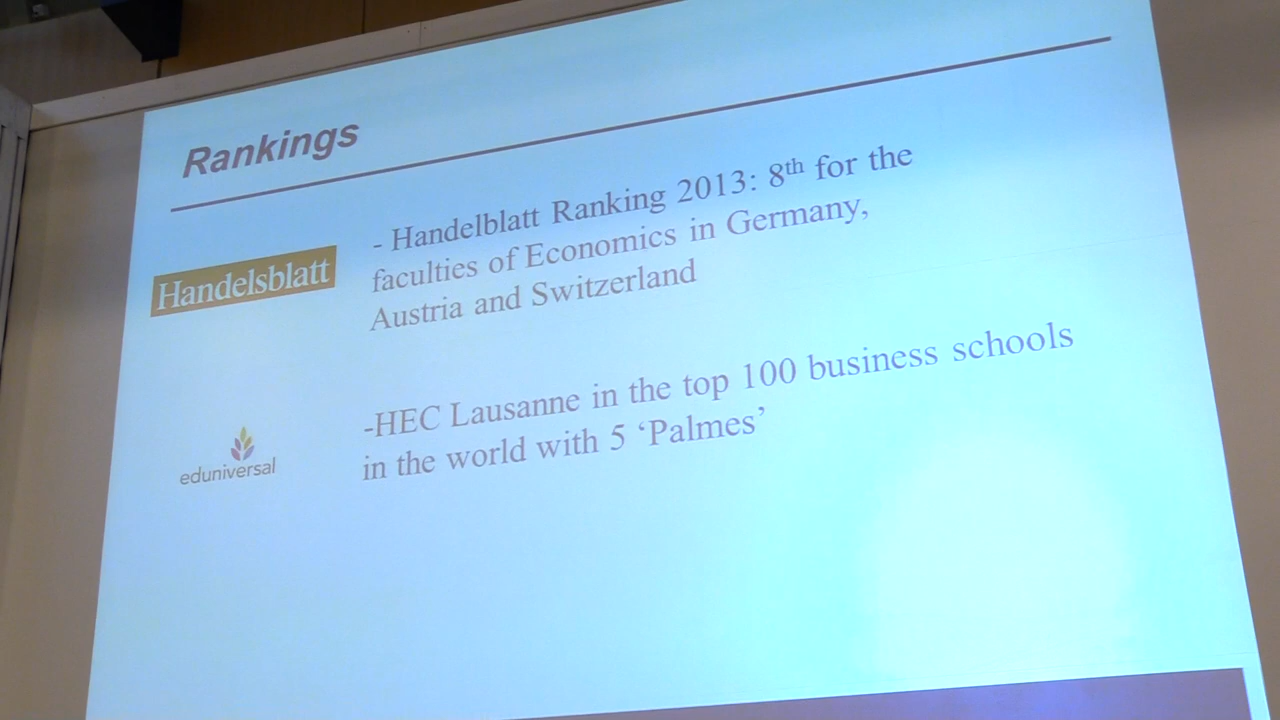 Rankings
Handelsblatt
- Handelblatt Ranking 2013: 8th for the
faculties of Economics in Germany,
Austria and Switzerland
eduniversal
-HEC Lausanne in the top 100 business schools
in the world with 5 ‘Palmes’